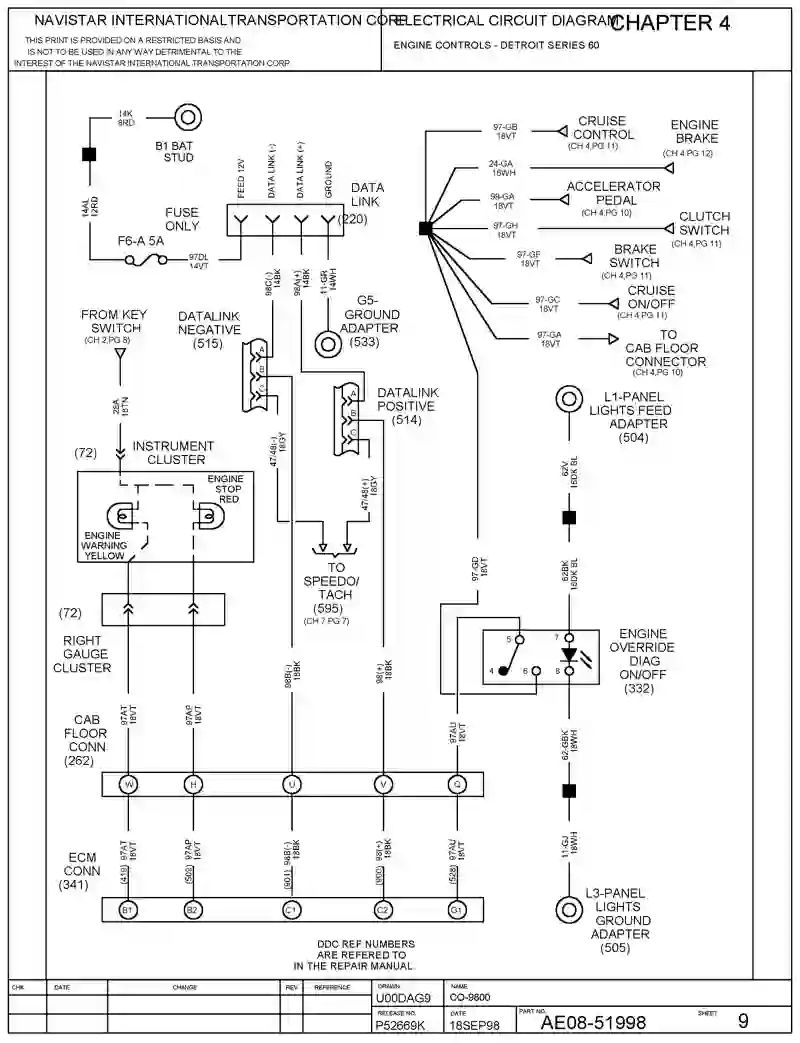 NAVISTAR INTERNATIONALTRANSPORTATION CORP
ELECTRICAL CIRCUIT DIAGRAM
CHAPTER 4
THIS PRINT IS PROVIDED ON A RESTRICTED BASIS AND
IS NOT TO BE USED IN ANY WAY DETRIMENTAL TO THE
INTEREST OF THE NAVISTAR INTERNATIONAL TRANSPORTATION CORP
ENGINE CONTROLS - DETROIT SERIES 60
14K
8RD
B1 BAT
STUD
14AL
12RD
FUSE
ONLY
F6-A 5A
97DL
14VT
FEED 12V
DATA LINK (-)
DATA LINK (+)
GROUND
DATA
LINK
(220)
98C(-)
14BK
98A(+)
14BK
11-GR
14WH
G5-
GROUND
ADAPTER
(533)
97-GB
18VT
CRUISE
CONTROL
(CH 4,PG 11)
ENGINE
BRAKE
(CH 4,PG 12)
24-GA
16WH
98-GA
18VT
ACCELERATOR
PEDAL
(CH 4,PG 10)
97-GH
18VT
CLUTCH
SWITCH
(CH 4,PG 11)
97-GF
18VT
BRAKE
SWITCH
(CH 4,PG 11)
97-GC
18VT
CRUISE
ON/OFF
(CH 4,PG 11)
97-GA
18VT
TO
CAB FLOOR
CONNECTOR
(CH 4,PG 10)
FROM KEY
SWITCH
(CH 2,PG 8)
28A
18TN
DATALINK
NEGATIVE
(515)
A
B
C
DATALINK
POSITIVE
(514)
A
B
C
47/48(-)
18GY
47/48(+)
18GY
TO
SPEEDO/
TACH
(595)
(CH 7 PG 7)
L1-PANEL
LIGHTS FEED
ADAPTER
(504)
62V
16DK BL
62BK
16DK BL
(72)
INSTRUMENT
CLUSTER
ENGINE
STOP
RED
ENGINE
WARNING
YELLOW
(72)
RIGHT
GAUGE
CLUSTER
97-GD
18VT
5
7
4
6
8
ENGINE
OVERRIDE
DIAG
ON/OFF
(332)
97AT
18VT
97AP
18VT
98B(-)
18BK
98(+)
18BK
97AU
18VT
62-GBK
18WH
CAB
FLOOR
CONN
(262)
W
H
U
V
Q
(419) 97AT
18VT
(509) 97AP
18VT
(901) 98B(-)
18BK
(900) 98(+)
18BK
(528) 97AU
18VT
11-GJ
18WH
ECM
CONN
(341)
B1
B2
C1
C2
G1
L3-PANEL
LIGHTS
GROUND
ADAPTER
(505)
DDC REF NUMBERS
ARE REFERED TO
IN THE REPAIR MANUAL
CHK
DATE
CHANGE
REV
REFERENCE
DRAWN
U00DAG9
NAME
CO-9800
RELEASE NO.
P52669K
DATE
18SEP98
PART NO.
AE08-51998
SHEET
9